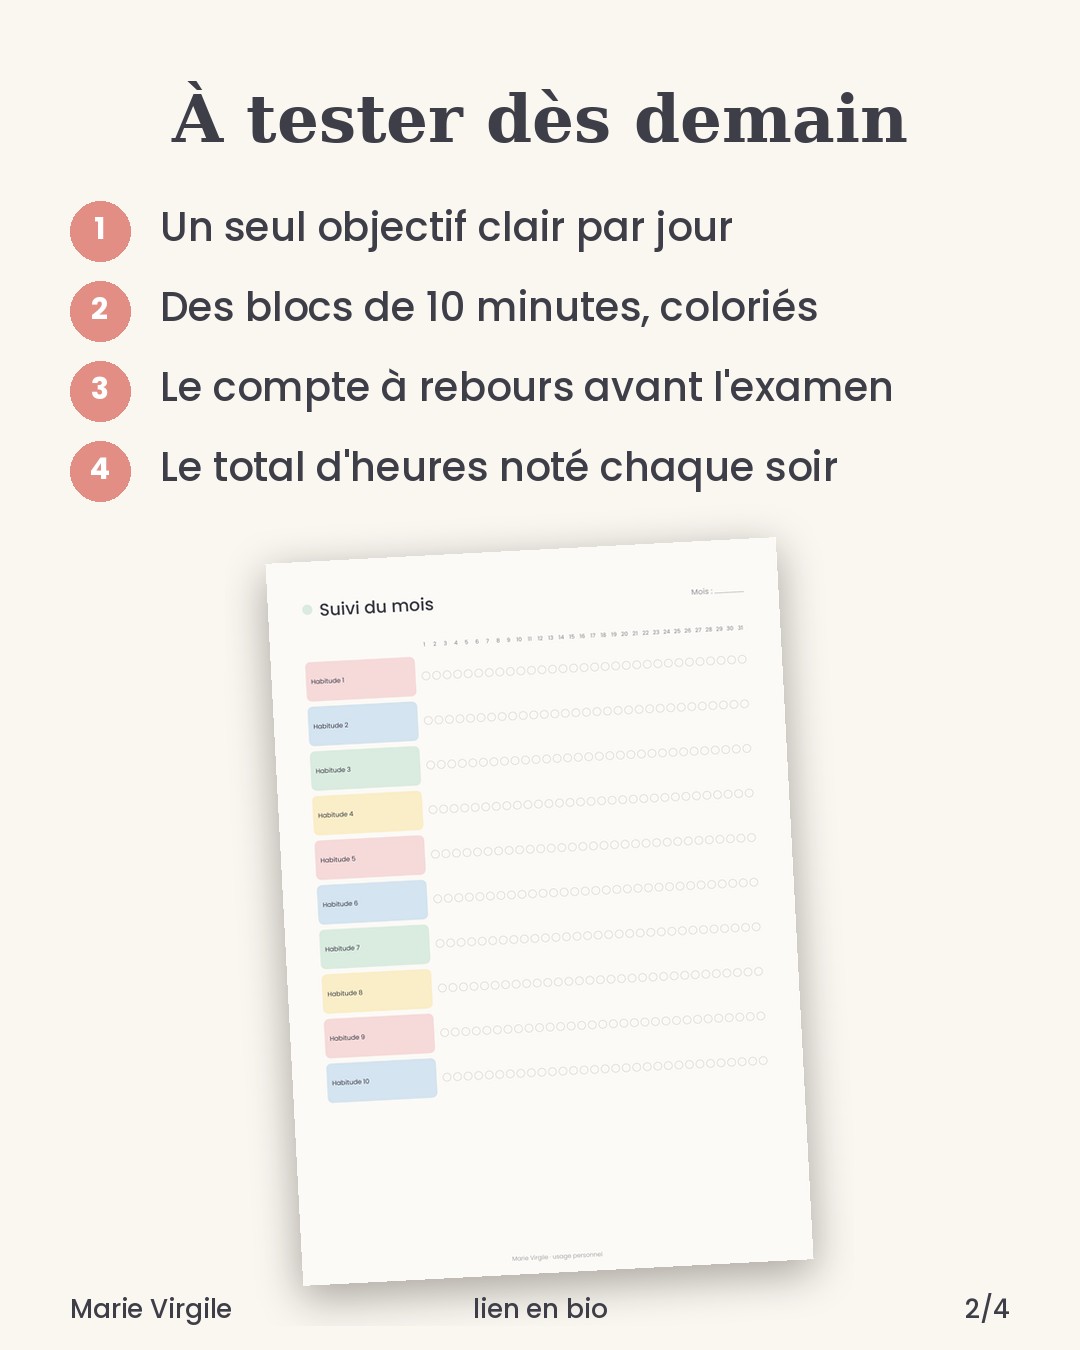 À tester dès demain
1 Un seul objectif clair par jour
2 Des blocs de 10 minutes, coloriés
3 Le compte à rebours avant l'examen
4 Le total d'heures noté chaque soir
Suivi du mois
Mois : ______
1 2 3 4 5 6 7 8 9 10 11 12 13 14 15 16 17 18 19 20 21 22 23 24 25 26 27 28 29 30 31
Habitude 1
Habitude 2
Habitude 3
Habitude 4
Habitude 5
Habitude 6
Habitude 7
Habitude 8
Habitude 9
Habitude 10
Marie Virgile · usage personnel
Marie Virgile
lien en bio
2/4